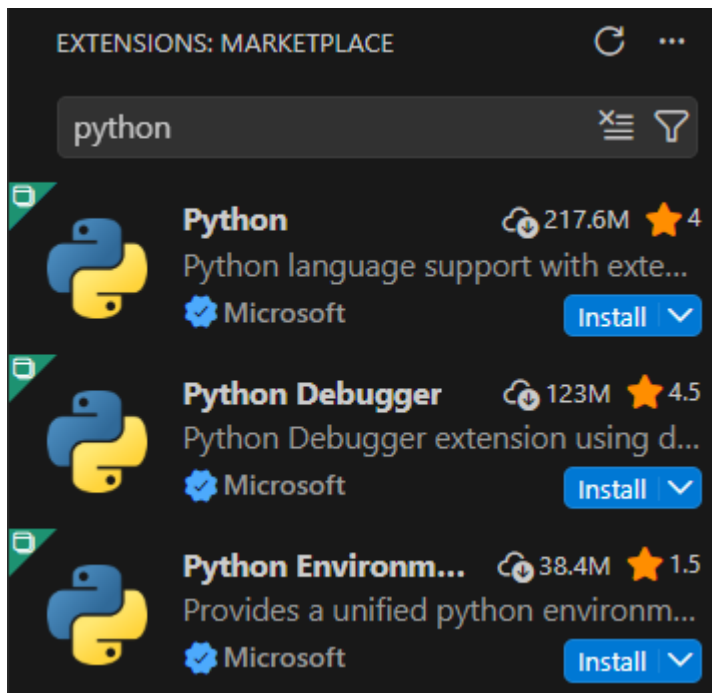 EXTENSIONS: MARKETPLACE
python
Python 217.6M 4
Python language support with exte...
Microsoft Install
Python Debugger 123M 4.5
Python Debugger extension using d...
Microsoft Install
Python Environm... 38.4M 1.5
Provides a unified python environm...
Microsoft Install